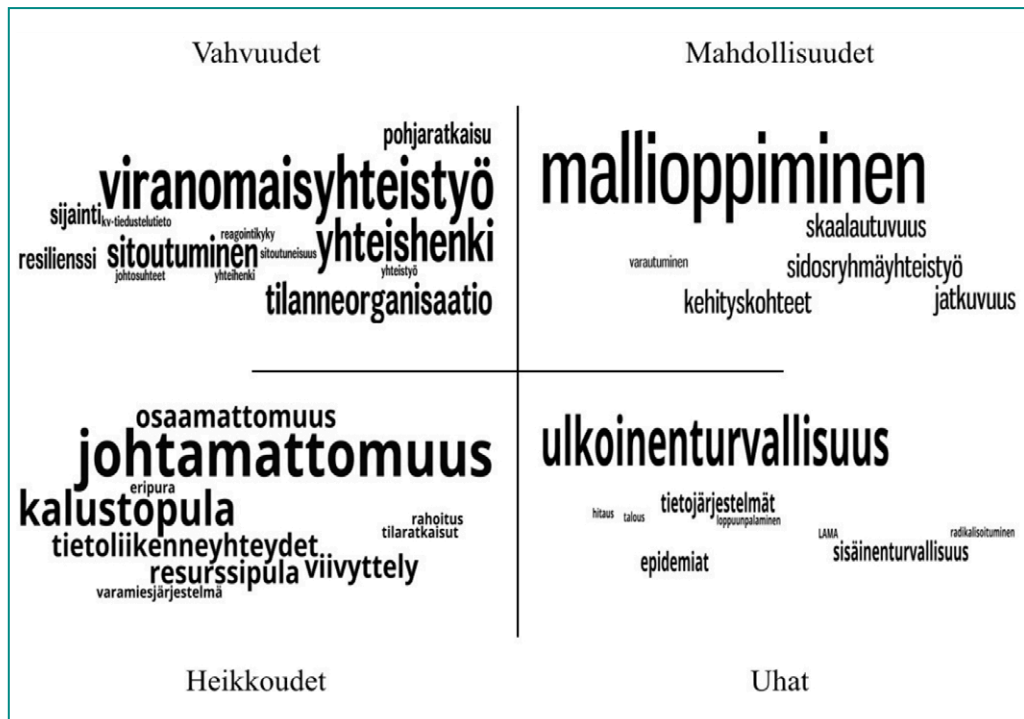 Vahvuudet
pohjaratkaisu
viranomaisyhteistyö
sijainti
kv-tiedustelutieto
reagointikyky
yhteishenki
resilienssi
sitoutuminen
sitoutuneisuus
johtosuhteet
yhteihenki
yhteistyö
tilanneorganisaatio
Mahdollisuudet
mallioppiminen
skaalautuvuus
varautuminen
sidosryhmäyhteistyö
kehityskohteet
jatkuvuus
osaamattomuus
johtamattomuus
eripura
kalustopula
rahoitus
tilaratkaisut
tietoliikenneyhteydet
resurssipula
viivyttely
varamiesjärjestelmä
Heikkoudet
ulkoinenturvallisuus
tietojärjestelmät
hitaus
talous
loppuunpalaminen
LAMA
radikalisoituminen
sisäinenturvallisuus
epidemiat
Uhat